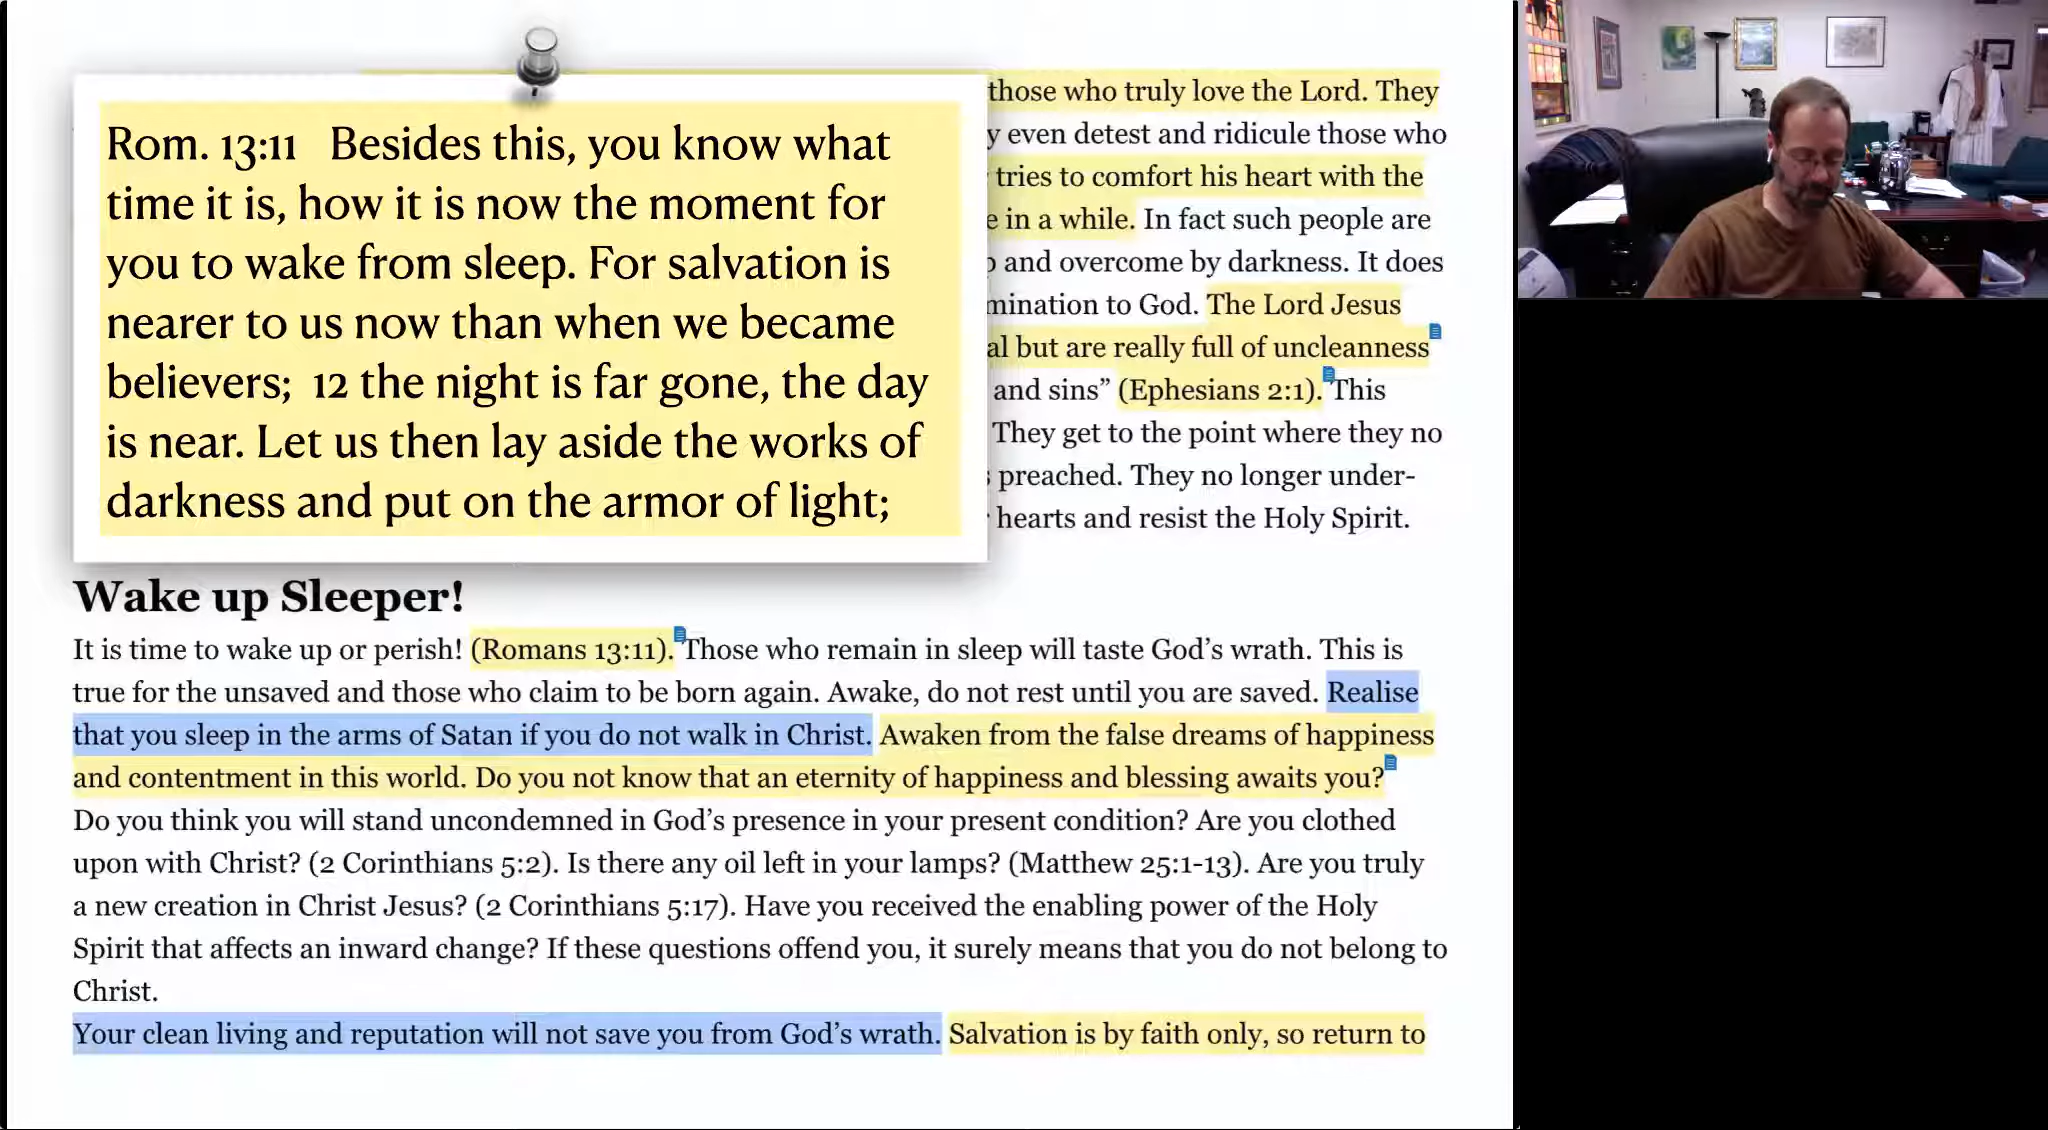 Rom. 13:11 Besides this, you know what
time it is, how it is now the moment for
you to wake from sleep. For salvation is
nearer to us now than when we became
believers; 12 the night is far gone, the day
is near. Let us then lay aside the works of
darkness and put on the armor of light;
those who truly love the Lord. They
even detest and ridicule those who
tries to comfort his heart with the
in a while. In fact such people are
and overcome by darkness. It does
mination to God. The Lord Jesus
al but are really full of uncleanness
and sins” (Ephesians 2:1). This
They get to the point where they no
preached. They no longer under-
hearts and resist the Holy Spirit.
Wake up Sleeper!
It is time to wake up or perish! (Romans 13:11). Those who remain in sleep will taste God’s wrath. This is
true for the unsaved and those who claim to be born again. Awake, do not rest until you are saved. Realise
that you sleep in the arms of Satan if you do not walk in Christ. Awaken from the false dreams of happiness
and contentment in this world. Do you not know that an eternity of happiness and blessing awaits you?
Do you think you will stand uncondemned in God’s presence in your present condition? Are you clothed
upon with Christ? (2 Corinthians 5:2). Is there any oil left in your lamps? (Matthew 25:1-13). Are you truly
a new creation in Christ Jesus? (2 Corinthians 5:17). Have you received the enabling power of the Holy
Spirit that affects an inward change? If these questions offend you, it surely means that you do not belong to
Christ.
Your clean living and reputation will not save you from God’s wrath. Salvation is by faith only, so return to